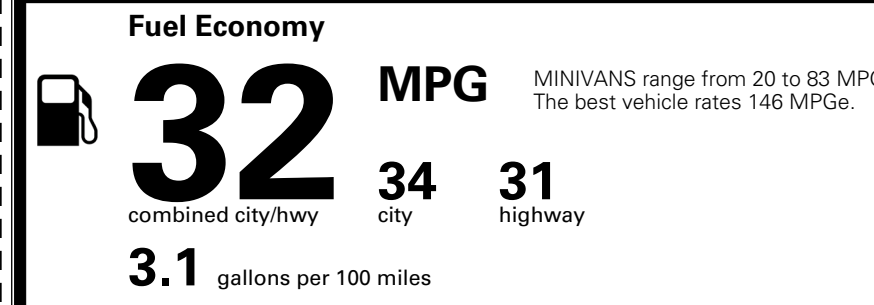 Fuel Economy
32 MPG
MINIVANS range from 20 to 83 MPG
The best vehicle rates 146 MPGe.
34 31
combined city/hwy city highway
3.1 gallons per 100 miles